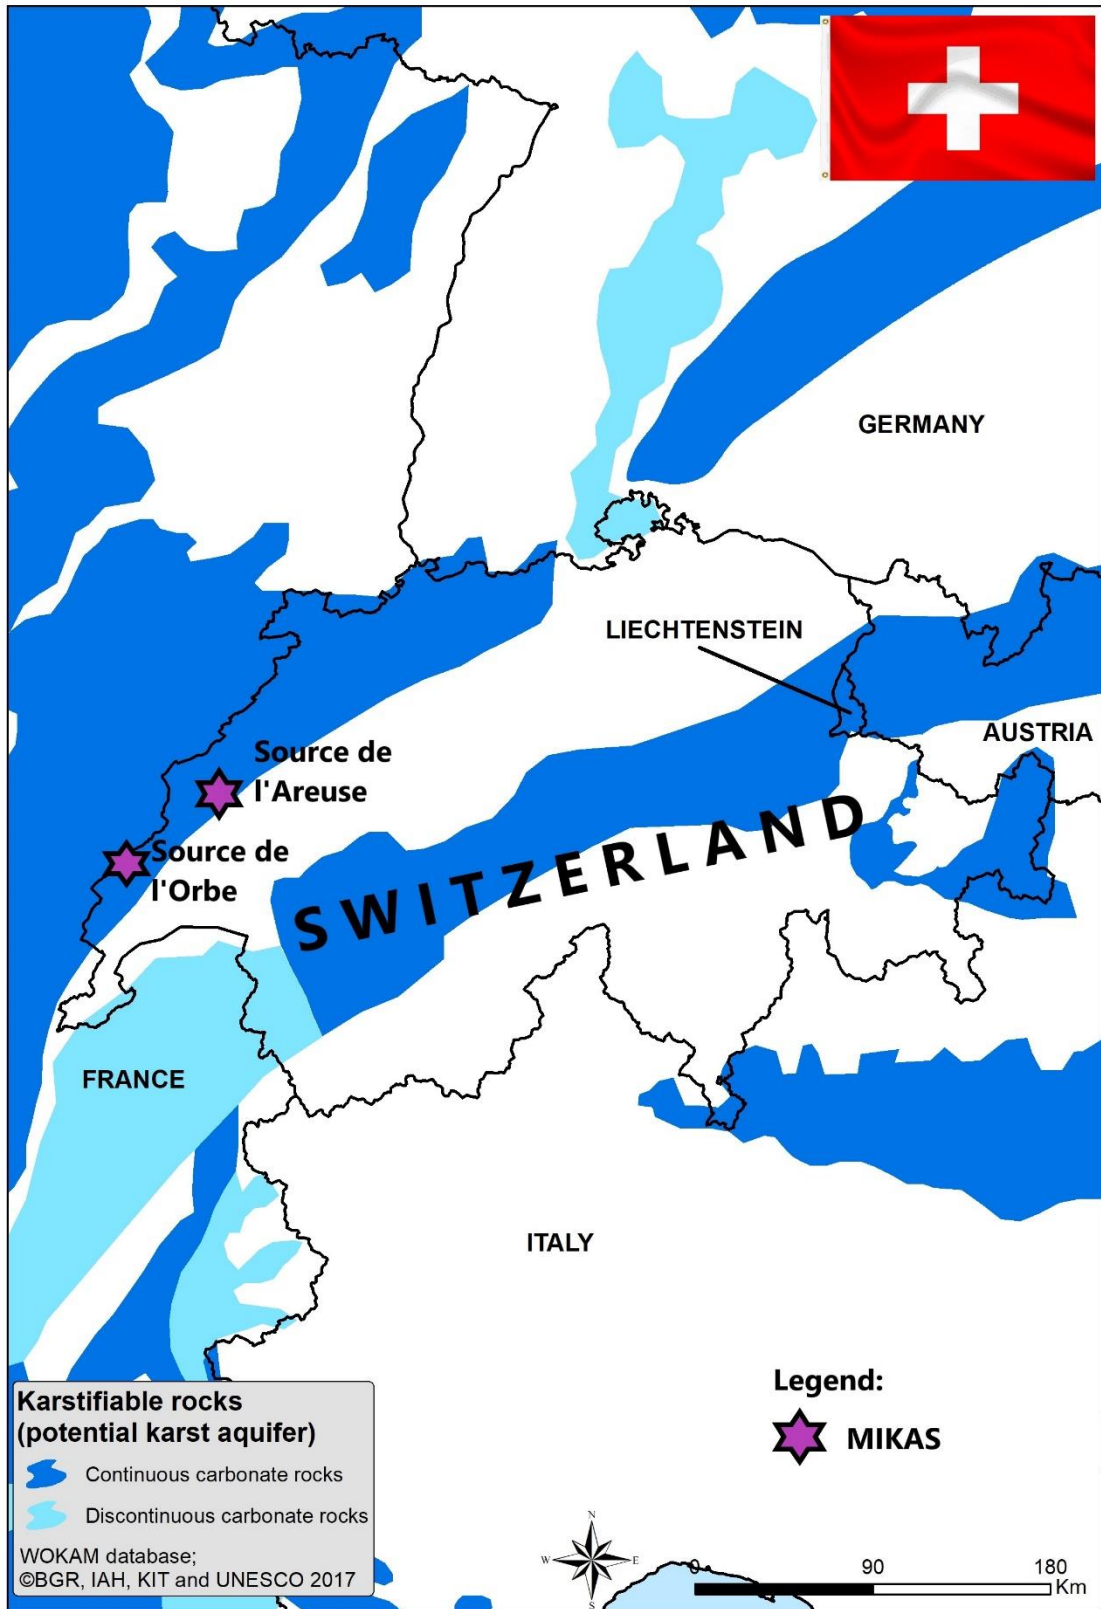 GERMANY
LIECHTENSTEIN
AUSTRIA
Source de
l'Areuse
Source de
l'Orbe
SWITZERLAND
FRANCE
ITALY
Legend:
MIKAS
Karstifiable rocks
(potential karst aquifer)
Continuous carbonate rocks
Discontinuous carbonate rocks
WOKAM database;
©BGR, IAH, KIT and UNESCO 2017
N
W
E
S
0 90 180
Km